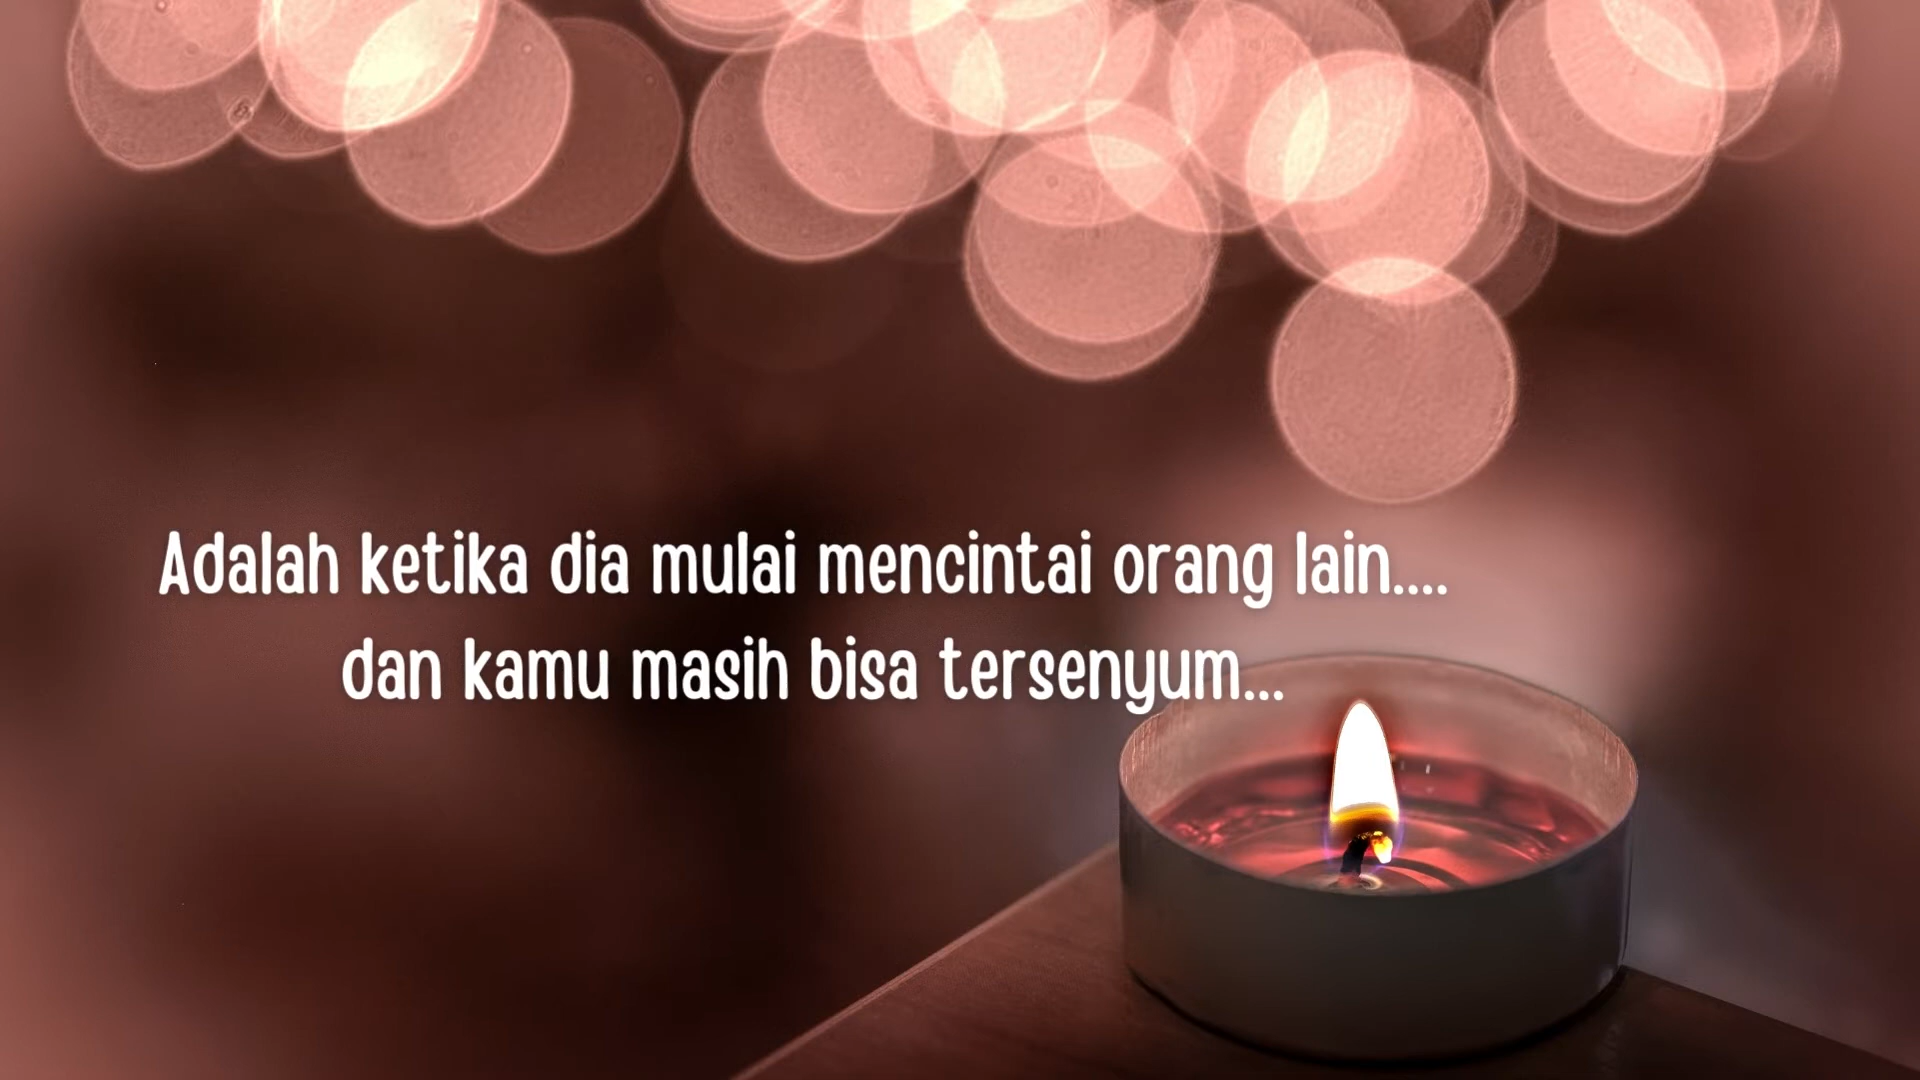 Adalah ketika dia mulai mencintai orang lain....
dan kamu masih bisa tersenyum...